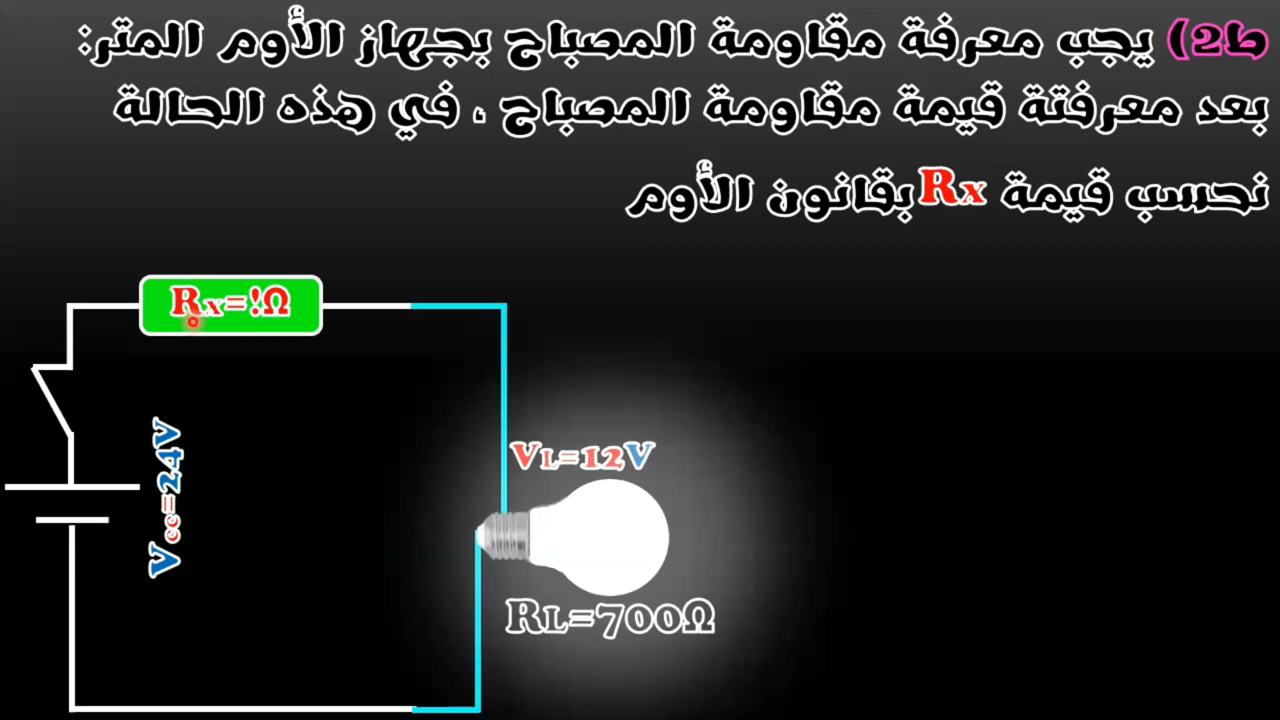 ط2) يجب معرفة مقاومة المصباح بجهاز الأوم المتر:
بعد معرفتة قيمة مقاومة المصباح ، في هذه الحالة
نحسب قيمة Rx بقانون الأوم
Rx=!Ω
Vcc=24V
VL=12V
RL=700Ω